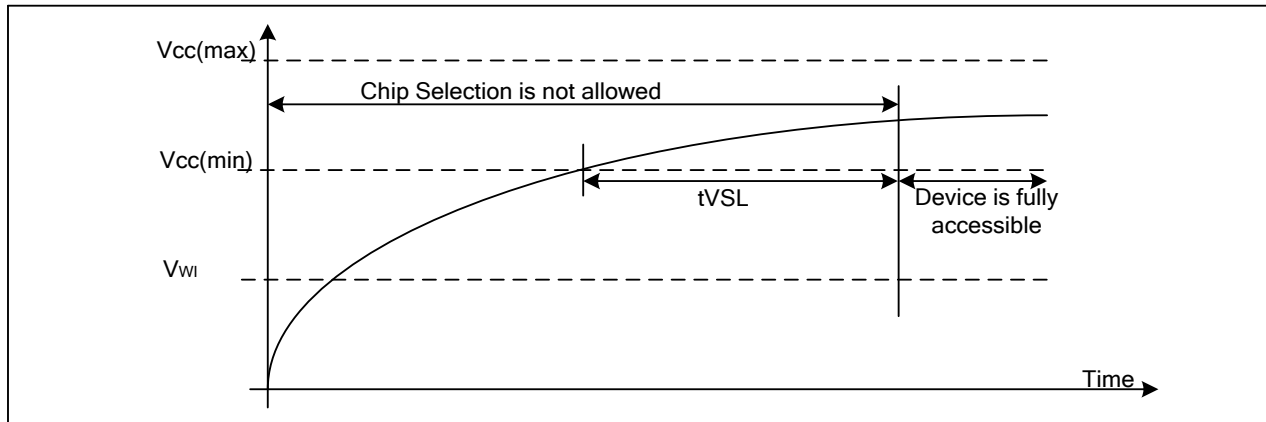 Vcc(max)
Chip Selection is not allowed
Vcc(min)
tVSL
Device is fully
accessible
VWI
Time